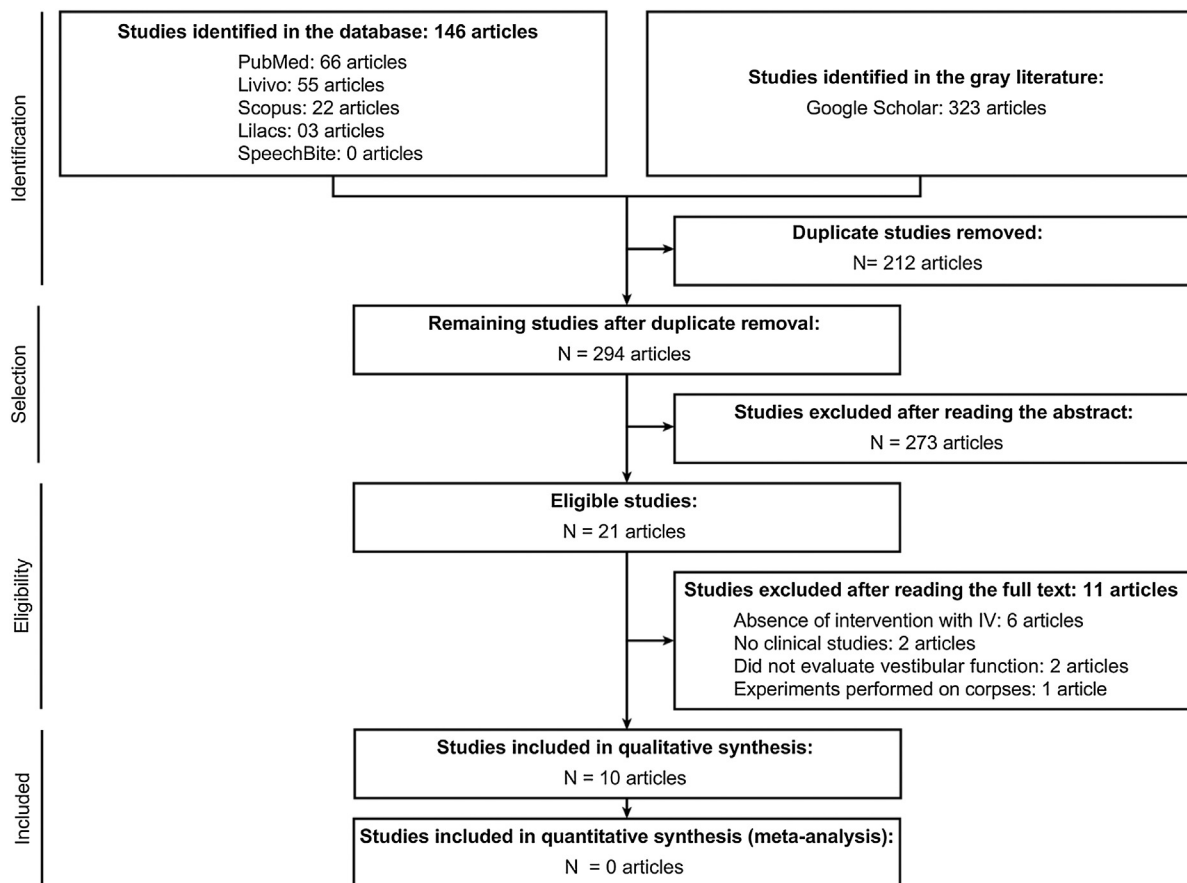 Identification
Studies identified in the database: 146 articles
PubMed: 66 articles
Livivo: 55 articles
Scopus: 22 articles
Lilacs: 03 articles
SpeechBite: 0 articles
Studies identified in the gray literature:
Google Scholar: 323 articles
Duplicate studies removed:
N= 212 articles
Selection
Remaining studies after duplicate removal:
N = 294 articles
Studies excluded after reading the abstract:
N = 273 articles
Eligibility
Eligible studies:
N = 21 articles
Studies excluded after reading the full text: 11 articles
Absence of intervention with IV: 6 articles
No clinical studies: 2 articles
Did not evaluate vestibular function: 2 articles
Experiments performed on corpses: 1 article
Included
Studies included in qualitative synthesis:
N = 10 articles
Studies included in quantitative synthesis (meta-analysis):
N = 0 articles